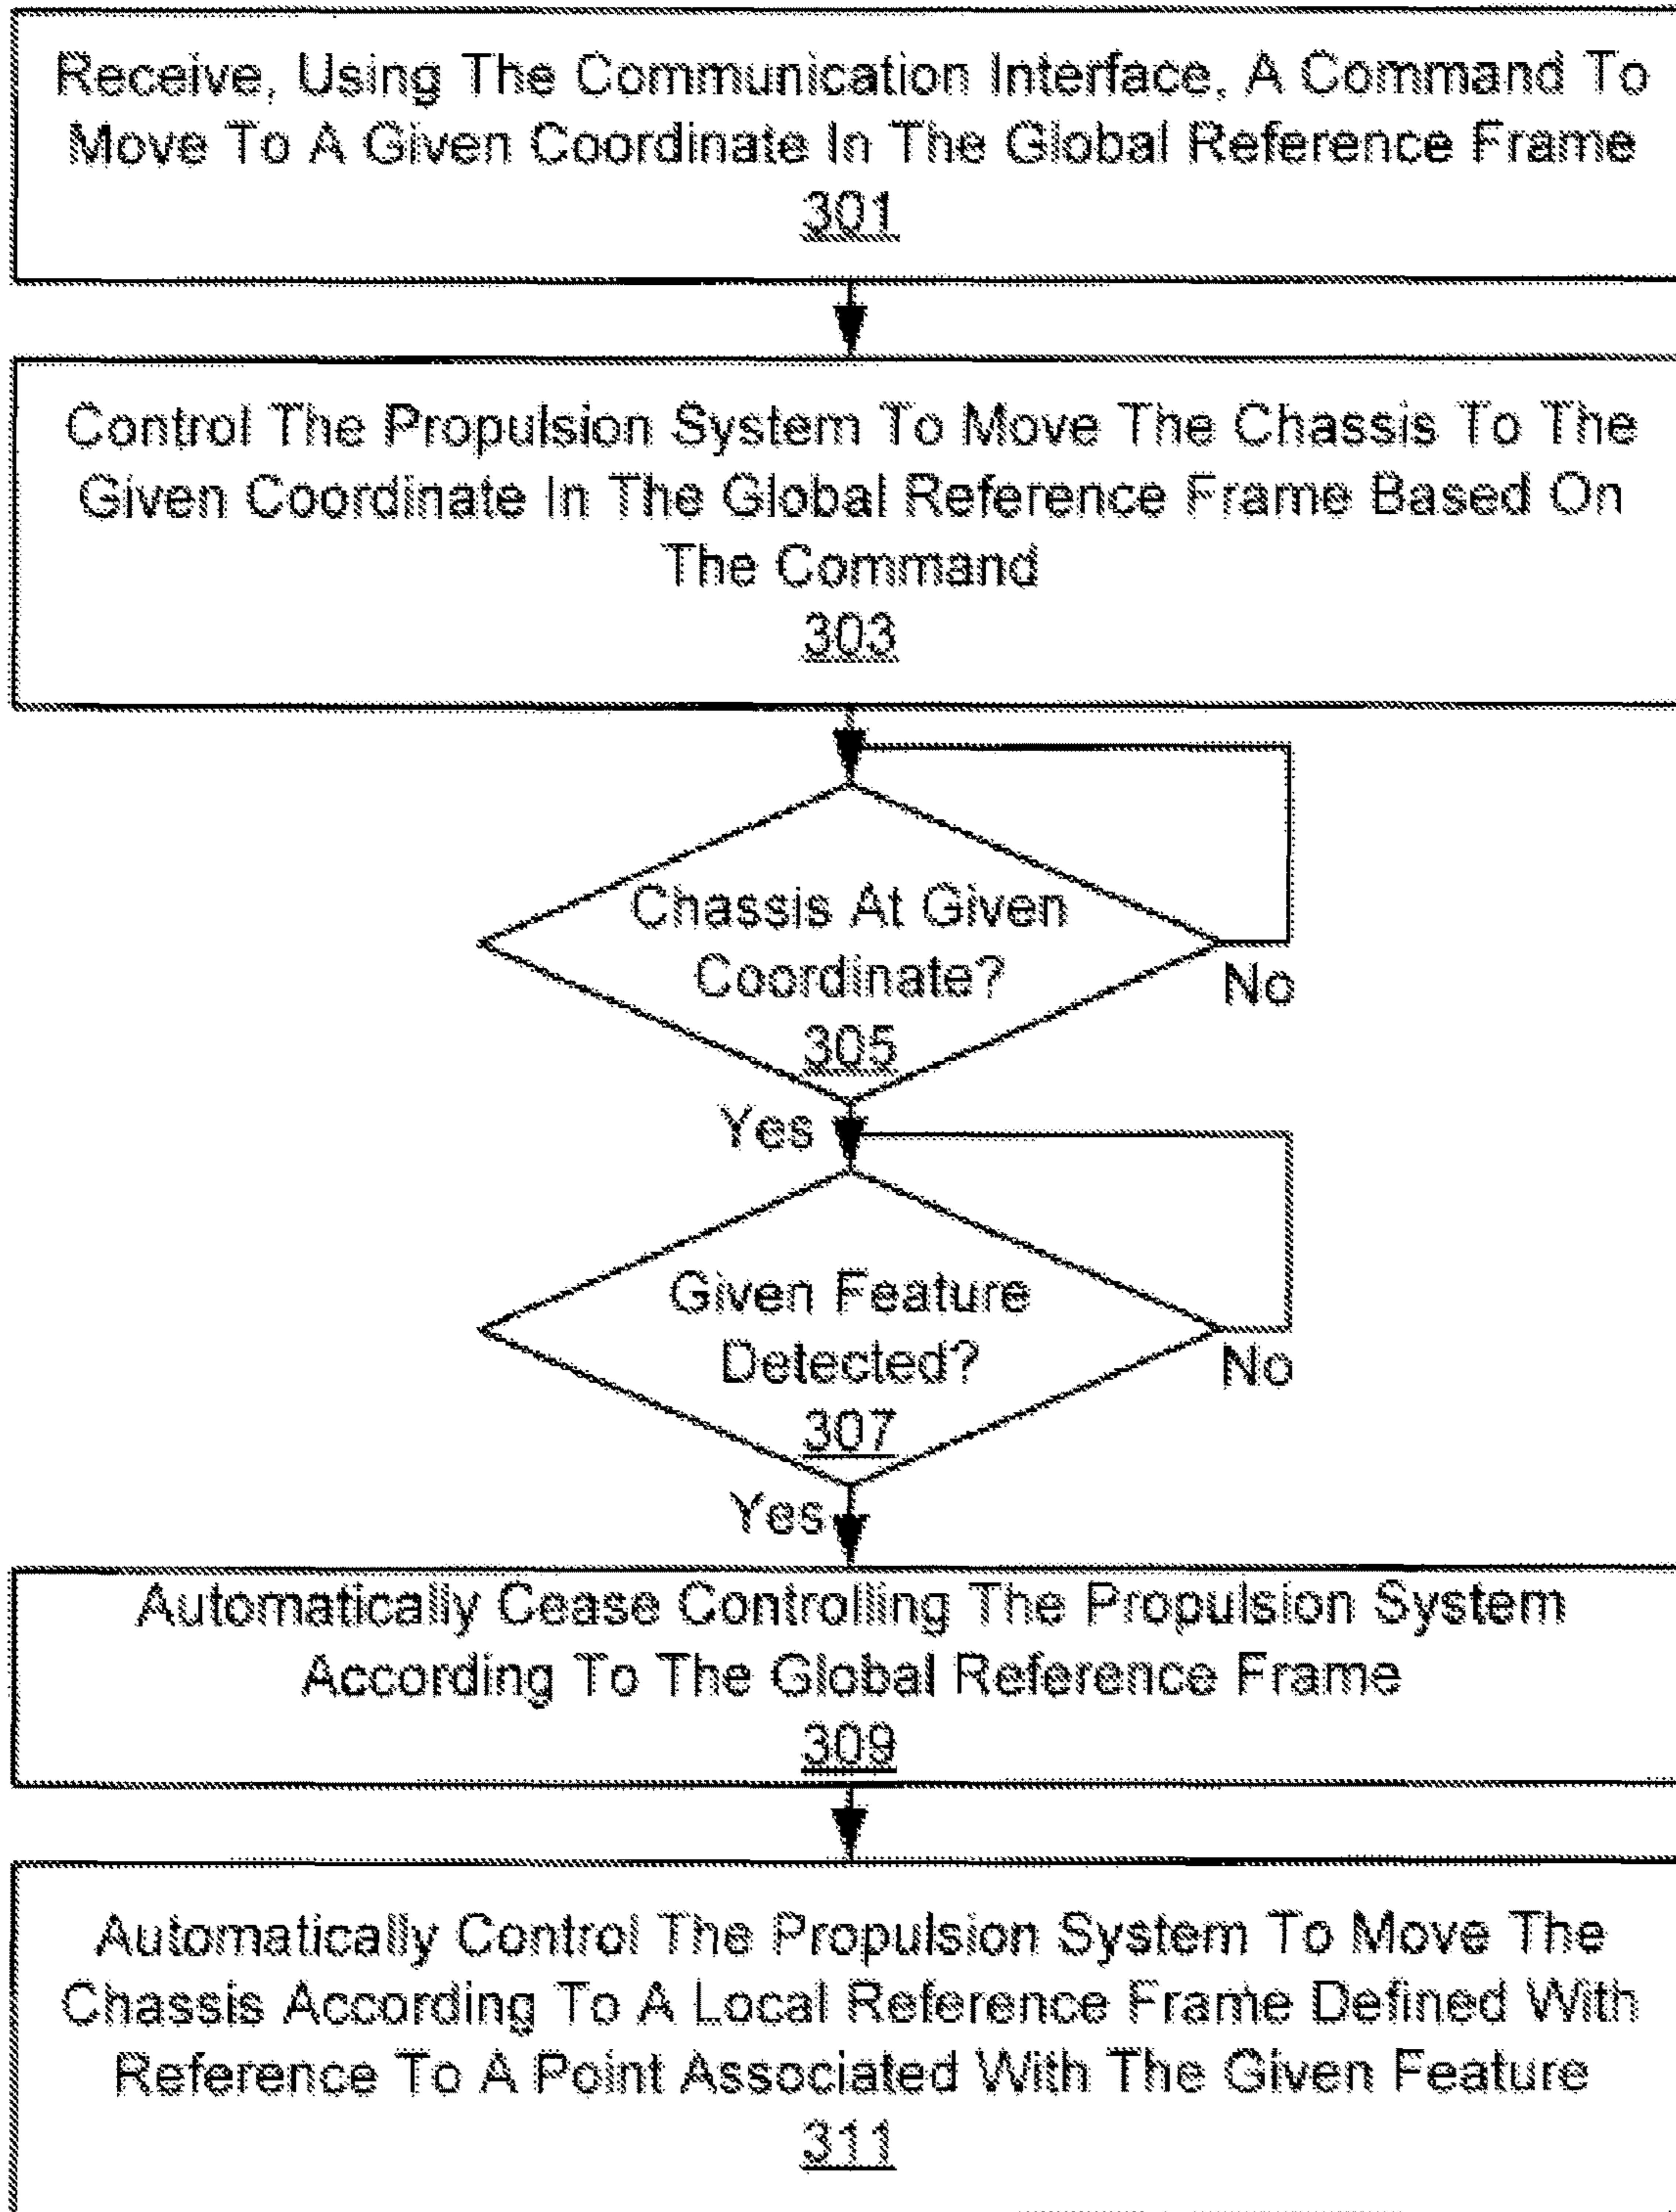 Receive, Using The Communication Interface, A Command To
Move To A Given Coordinate In The Global Reference Frame
301
Control The Propulsion System To Move The Chassis To The
Given Coordinate In The Global Reference Frame Based On
The Command
303
Chassis At Given
Coordinate?
305
No
Yes
Given Feature
Detected?
307
No
Yes
Automatically Cease Controlling The Propulsion System
According To The Global Reference Frame
309
Automatically Control The Propulsion System To Move The
Chassis According To A Local Reference Frame Defined With
Reference To A Point Associated With The Given Feature
311